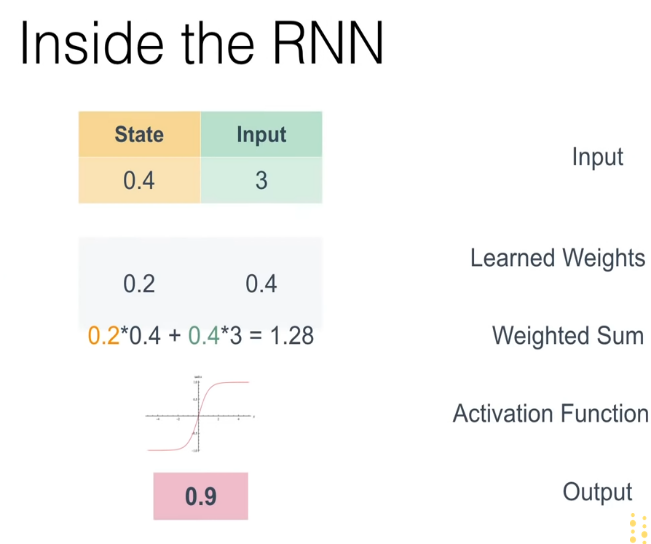 Inside the RNN
State Input
0.4 3
Input
Learned Weights
0.2 0.4
0.2*0.4 + 0.4*3 = 1.28
Weighted Sum
Activation Function
0.9
Output